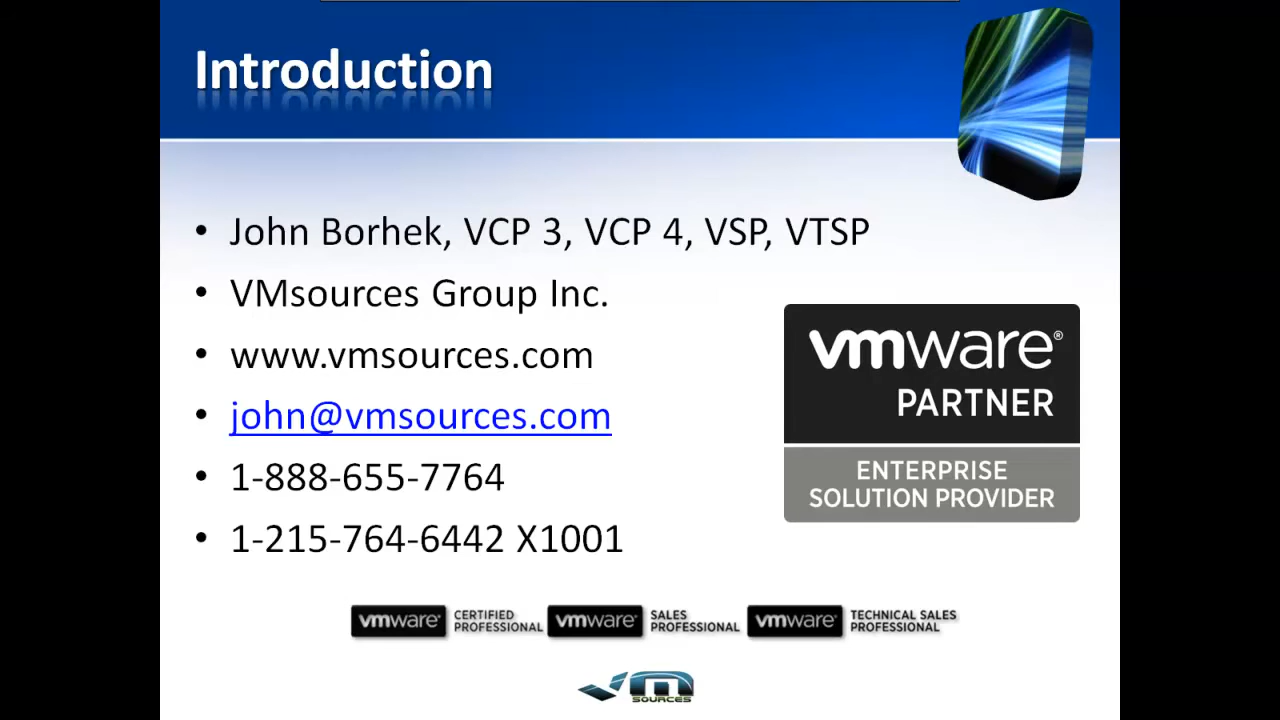 Introduction
• John Borhek, VCP 3, VCP 4, VSP, VTSP
• VMsources Group Inc.
• www.vmsources.com
• john@vmsources.com
• 1-888-655-7764
• 1-215-764-6442 X1001
vmware®
PARTNER
ENTERPRISE
SOLUTION PROVIDER
vmware® CERTIFIED PROFESSIONAL
vmware® SALES PROFESSIONAL
vmware® TECHNICAL SALES PROFESSIONAL
VM SOURCES